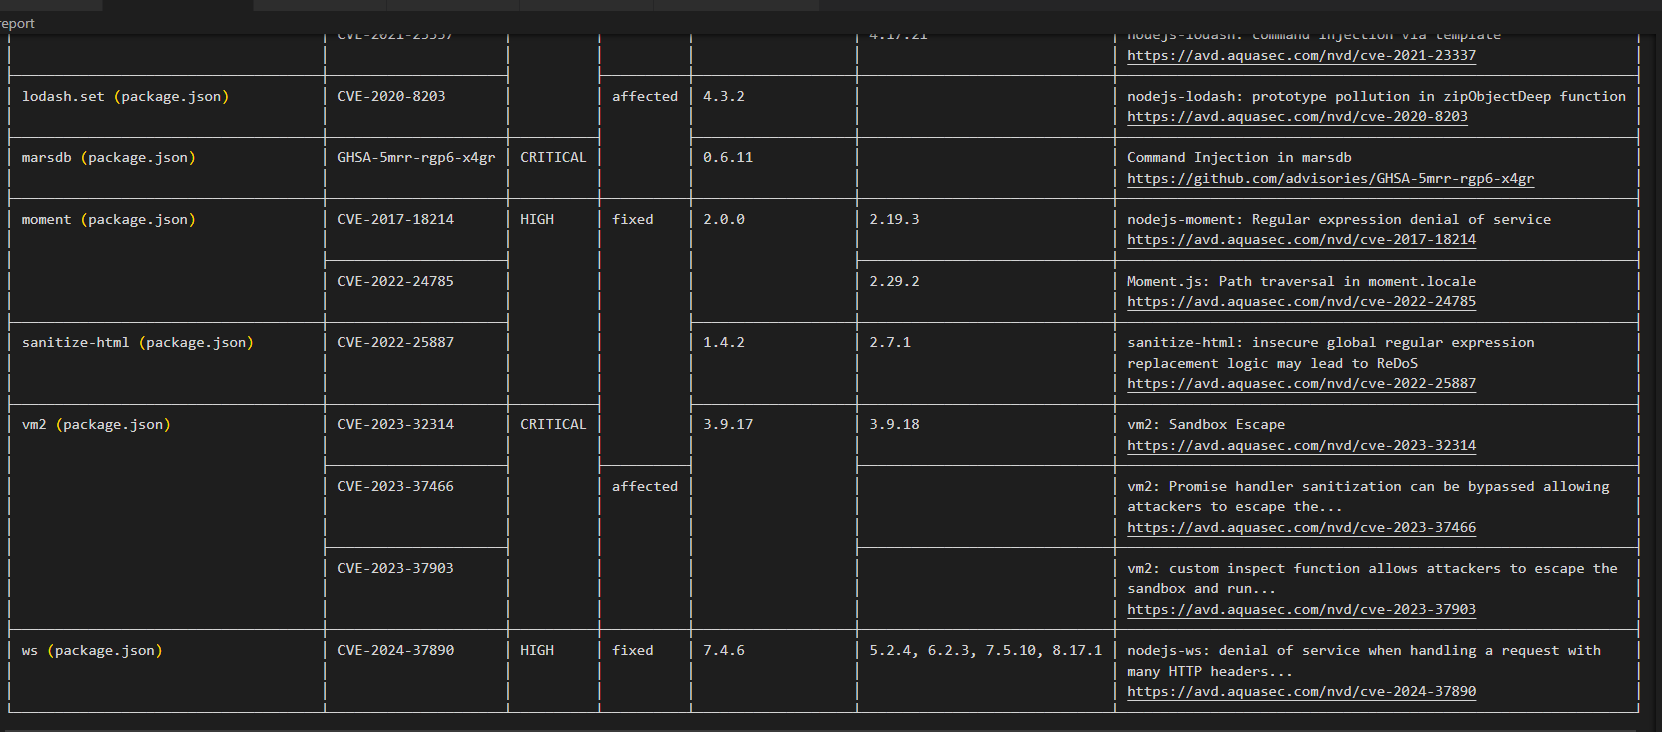 report
CVE-2021-23337 4.17.21 nodejs-lodash: command injection via template
https://avd.aquasec.com/nvd/cve-2021-23337
lodash.set (package.json) CVE-2020-8203 affected 4.3.2 nodejs-lodash: prototype pollution in zipObjectDeep function
https://avd.aquasec.com/nvd/cve-2020-8203
marsdb (package.json) GHSA-5mrr-rgp6-x4gr CRITICAL 0.6.11 Command Injection in marsdb
https://github.com/advisories/GHSA-5mrr-rgp6-x4gr
moment (package.json) CVE-2017-18214 HIGH fixed 2.0.0 2.19.3 nodejs-moment: Regular expression denial of service
https://avd.aquasec.com/nvd/cve-2017-18214
CVE-2022-24785 2.29.2 Moment.js: Path traversal in moment.locale
https://avd.aquasec.com/nvd/cve-2022-24785
sanitize-html (package.json) CVE-2022-25887 1.4.2 2.7.1 sanitize-html: insecure global regular expression
replacement logic may lead to ReDoS
https://avd.aquasec.com/nvd/cve-2022-25887
vm2 (package.json) CVE-2023-32314 CRITICAL 3.9.17 3.9.18 vm2: Sandbox Escape
https://avd.aquasec.com/nvd/cve-2023-32314
CVE-2023-37466 affected vm2: Promise handler sanitization can be bypassed allowing
attackers to escape the...
https://avd.aquasec.com/nvd/cve-2023-37466
CVE-2023-37903 vm2: custom inspect function allows attackers to escape the
sandbox and run...
https://avd.aquasec.com/nvd/cve-2023-37903
ws (package.json) CVE-2024-37890 HIGH fixed 7.4.6 5.2.4, 6.2.3, 7.5.10, 8.17.1 nodejs-ws: denial of service when handling a request with
many HTTP headers...
https://avd.aquasec.com/nvd/cve-2024-37890